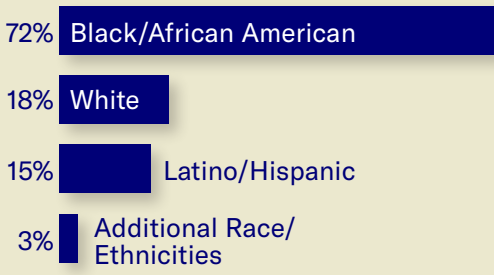 72% Black/African American
18% White
15% Latino/Hispanic
3% Additional Race/
Ethnicities